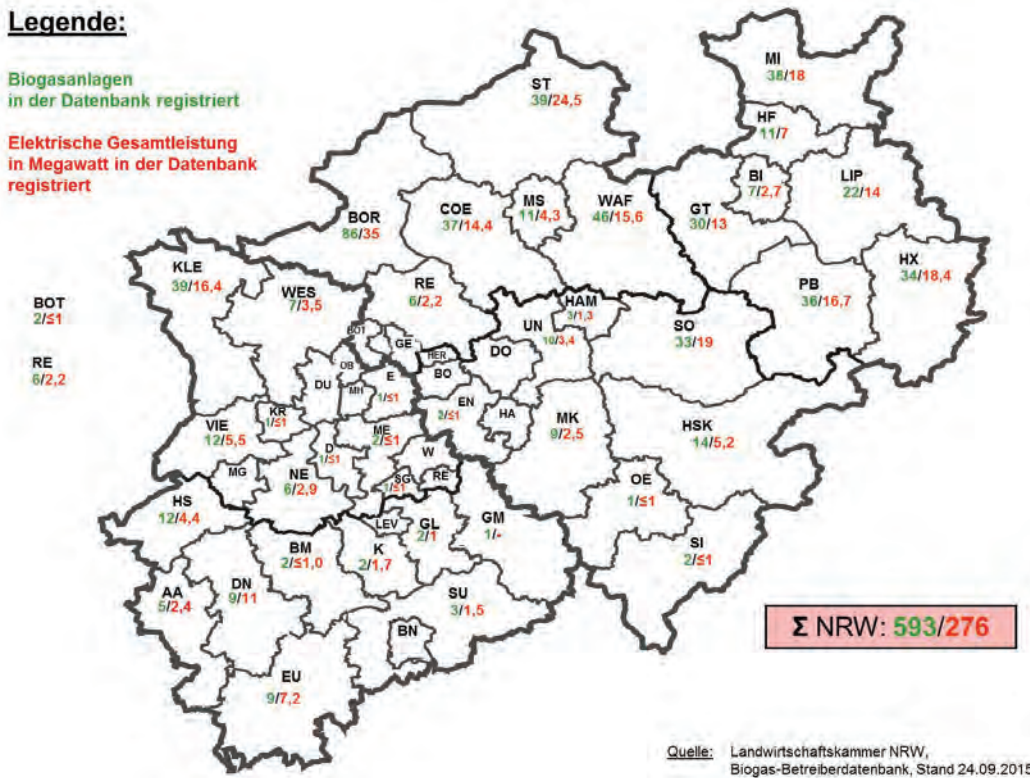 Legende:
Biogasanlagen
in der Datenbank registriert
Elektrische Gesamtleistung
in Megawatt in der Datenbank
registriert
MI
38/18
ST
39/24,5
HF
11/7
BI
7/2,7
LIP
22/14
MS
11/4,3
WAF
46/15,6
COE
37/14,4
GT
30/13
BOR
86/35
HX
34/18,4
KLE
39/16,4
WES
7/3,5
RE
6/2,2
PB
36/16,7
BOT
2/≤1
HAM
3/1,3
SO
33/19
UN
10/3,4
BOT
GE
HER
DO
RE
6/2,2
OB
DU
MH
E
1/≤1
BO
EN
2/≤1
HA
MK
9/2,5
HSK
14/5,2
KR
1/≤1
VIE
12/5,5
ME
2/≤1
D
1/≤1
W
MG
NE
6/2,9
SG
1/≤1
RE
OE
1/≤1
HS
12/4,4
LEV
GL
2/1
GM
1/-
SI
2/≤1
BM
2/≤1,0
K
2/1,7
DN
9/11
AA
5/2,4
SU
3/1,5
BN
Σ NRW: 593/276
EU
9/7,2
Quelle: Landwirtschaftskammer NRW,
Biogas-Betreiberdatenbank, Stand 24.09.2015